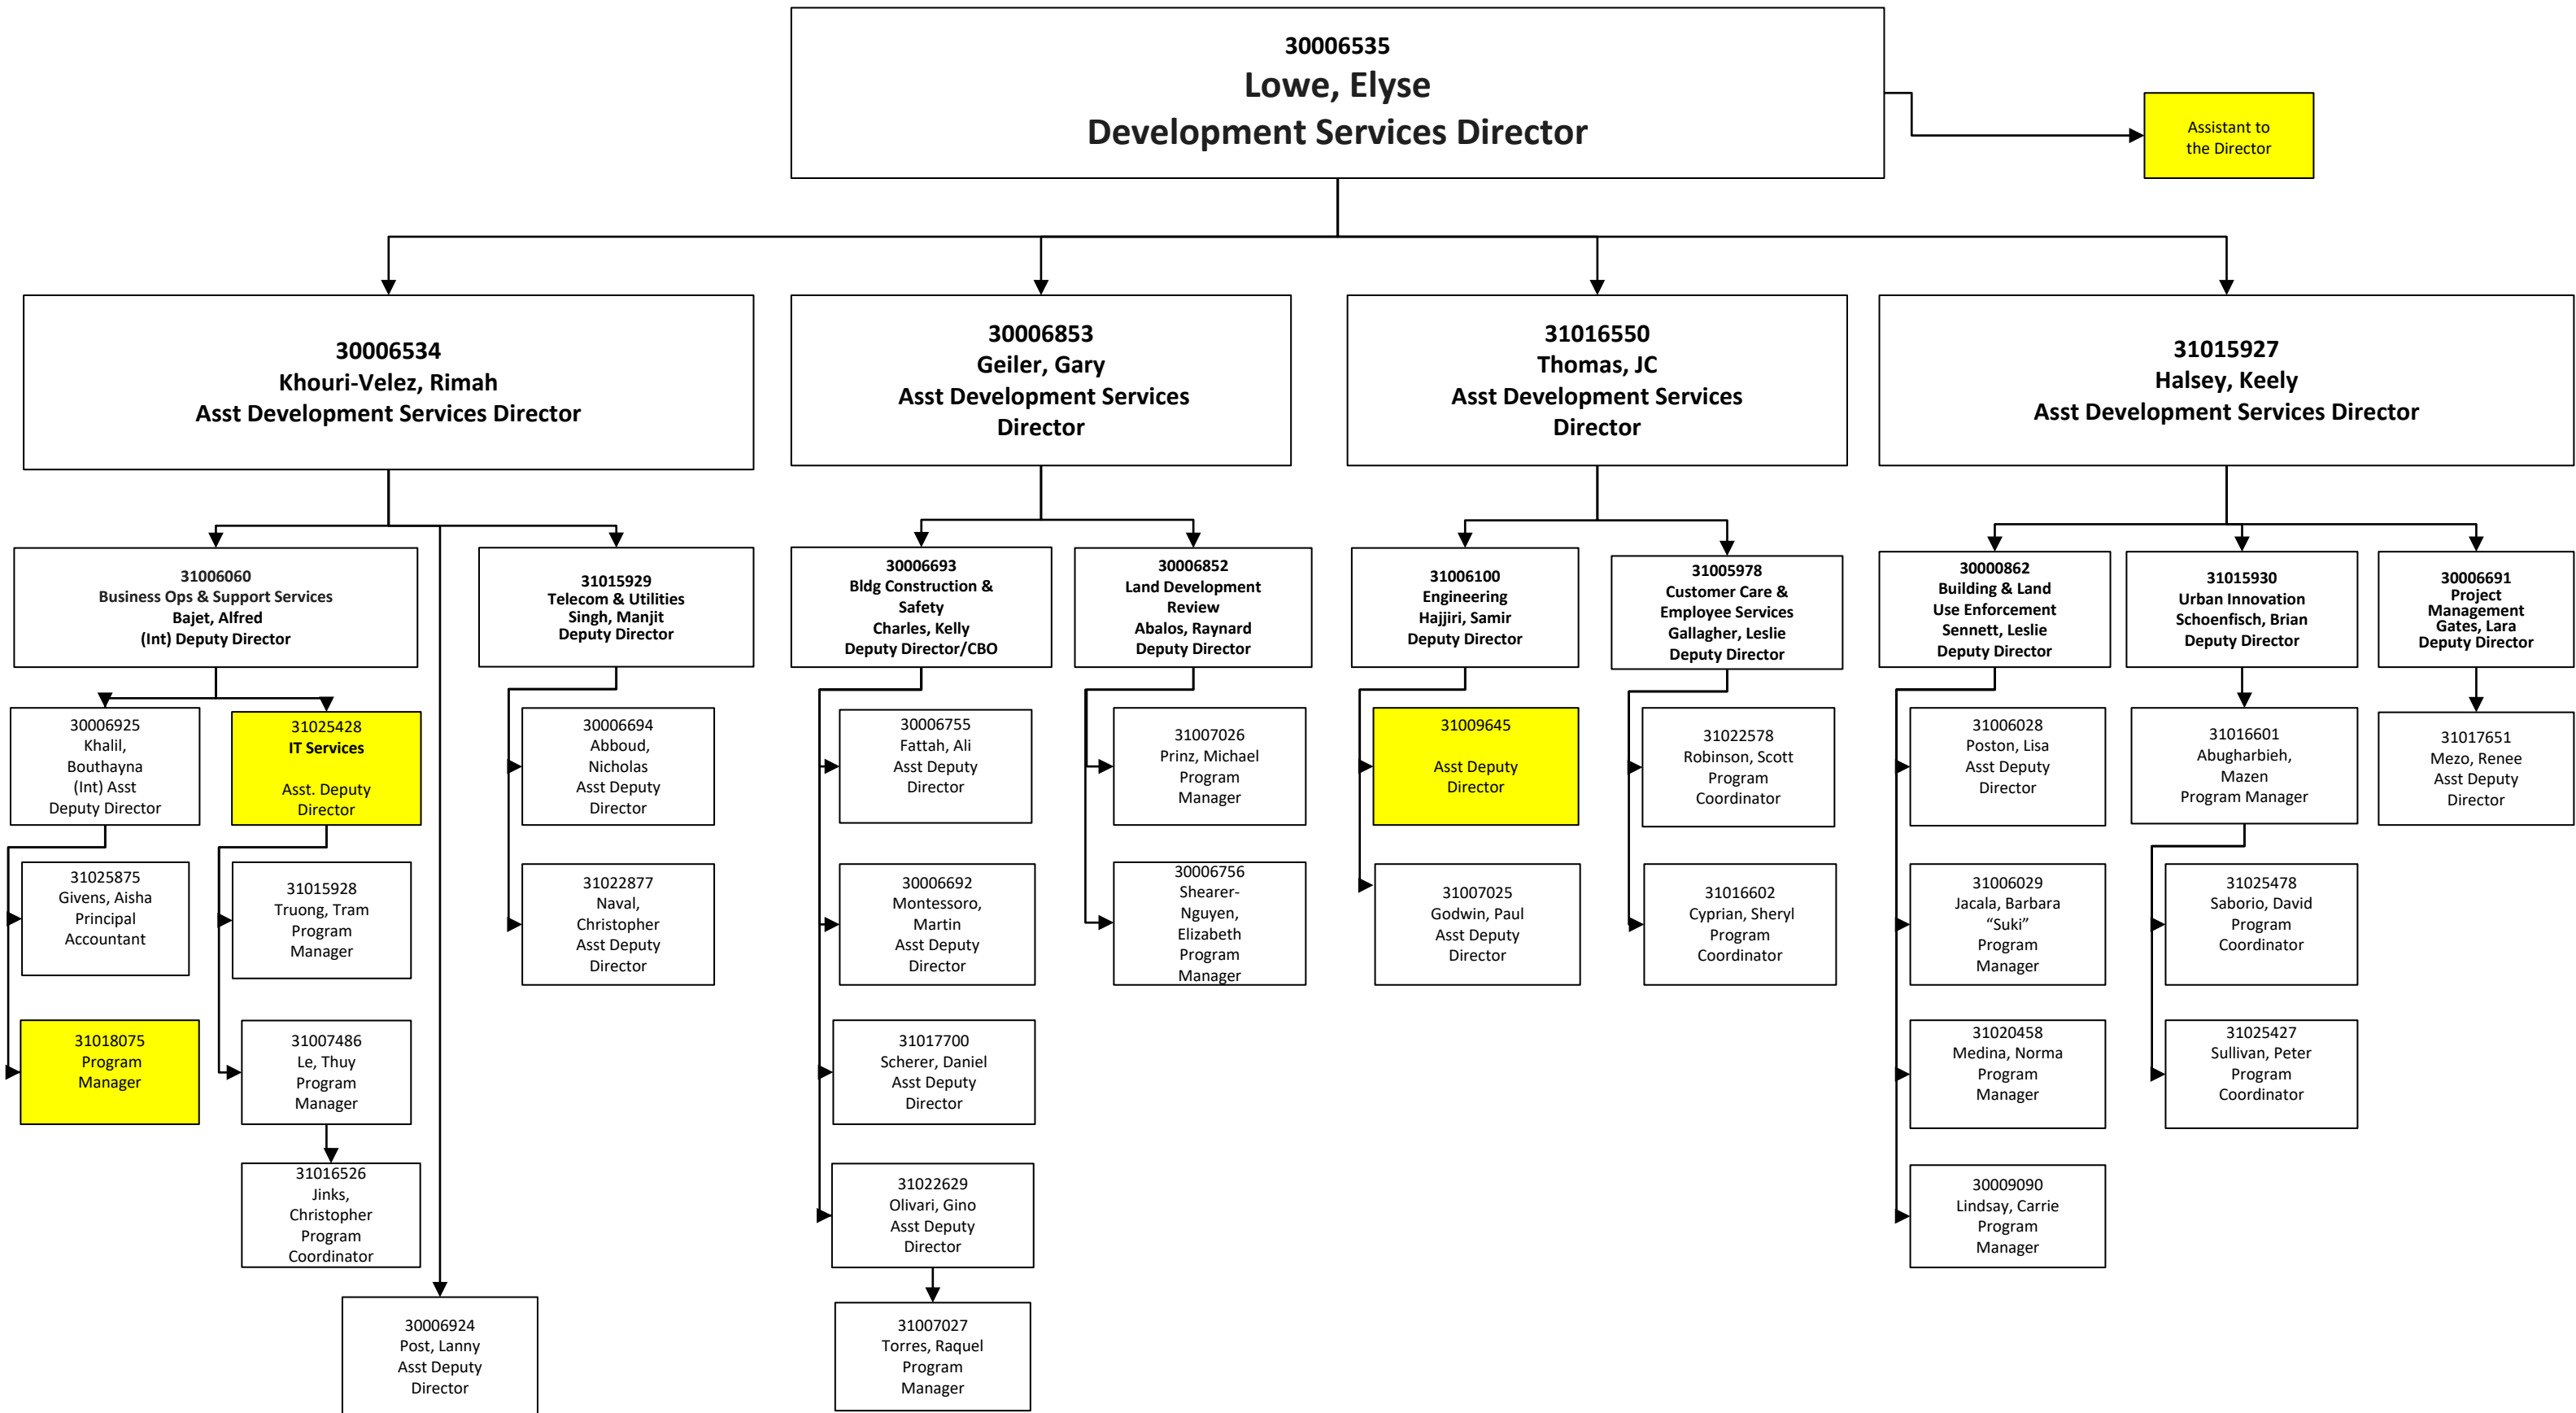 30006535
Lowe, Elyse
Development Services Director
Assistant to
the Director
30006534
Khouri-Velez, Rimah
Asst Development Services Director
30006853
Geiler, Gary
Asst Development Services
Director
31016550
Thomas, JC
Asst Development Services
Director
31015927
Halsey, Keely
Asst Development Services Director
31006060
Business Ops & Support Services
Bajet, Alfred
(Int) Deputy Director
31015929
Telecom & Utilities
Singh, Manjit
Deputy Director
30006693
Bldg Construction &
Safety
Charles, Kelly
Deputy Director/CBO
30006852
Land Development
Review
Abalos, Raynard
Deputy Director
31006100
Engineering
Hajjiri, Samir
Deputy Director
31005978
Customer Care &
Employee Services
Gallagher, Leslie
Deputy Director
30000862
Building & Land
Use Enforcement
Sennett, Leslie
Deputy Director
31015930
Urban Innovation
Schoenfisch, Brian
Deputy Director
30006691
Project
Management
Gates, Lara
Deputy Director
30006925
Khalil,
Bouthayna
(Int) Asst
Deputy Director
31025428
IT Services
Asst. Deputy
Director
30006694
Abboud,
Nicholas
Asst Deputy
Director
30006755
Fattah, Ali
Asst Deputy
Director
31007026
Prinz, Michael
Program
Manager
31009645
Asst Deputy
Director
31022578
Robinson, Scott
Program
Coordinator
31006028
Poston, Lisa
Asst Deputy
Director
31016601
Abugharbieh,
Mazen
Program Manager
31017651
Mezo, Renee
Asst Deputy
Director
31025875
Givens, Aisha
Principal
Accountant
31015928
Truong, Tram
Program
Manager
31022877
Naval,
Christopher
Asst Deputy
Director
30006692
Montessoro,
Martin
Asst Deputy
Director
30006756
Shearer-
Nguyen,
Elizabeth
Program
Manager
31007025
Godwin, Paul
Asst Deputy
Director
31016602
Cyprian, Sheryl
Program
Coordinator
31006029
Jacala, Barbara
“Suki”
Program
Manager
31025478
Saborio, David
Program
Coordinator
31018075
Program
Manager
31007486
Le, Thuy
Program
Manager
31017700
Scherer, Daniel
Asst Deputy
Director
31020458
Medina, Norma
Program
Manager
31025427
Sullivan, Peter
Program
Coordinator
31016526
Jinks,
Christopher
Program
Coordinator
31022629
Olivari, Gino
Asst Deputy
Director
30009090
Lindsay, Carrie
Program
Manager
30006924
Post, Lanny
Asst Deputy
Director
31007027
Torres, Raquel
Program
Manager